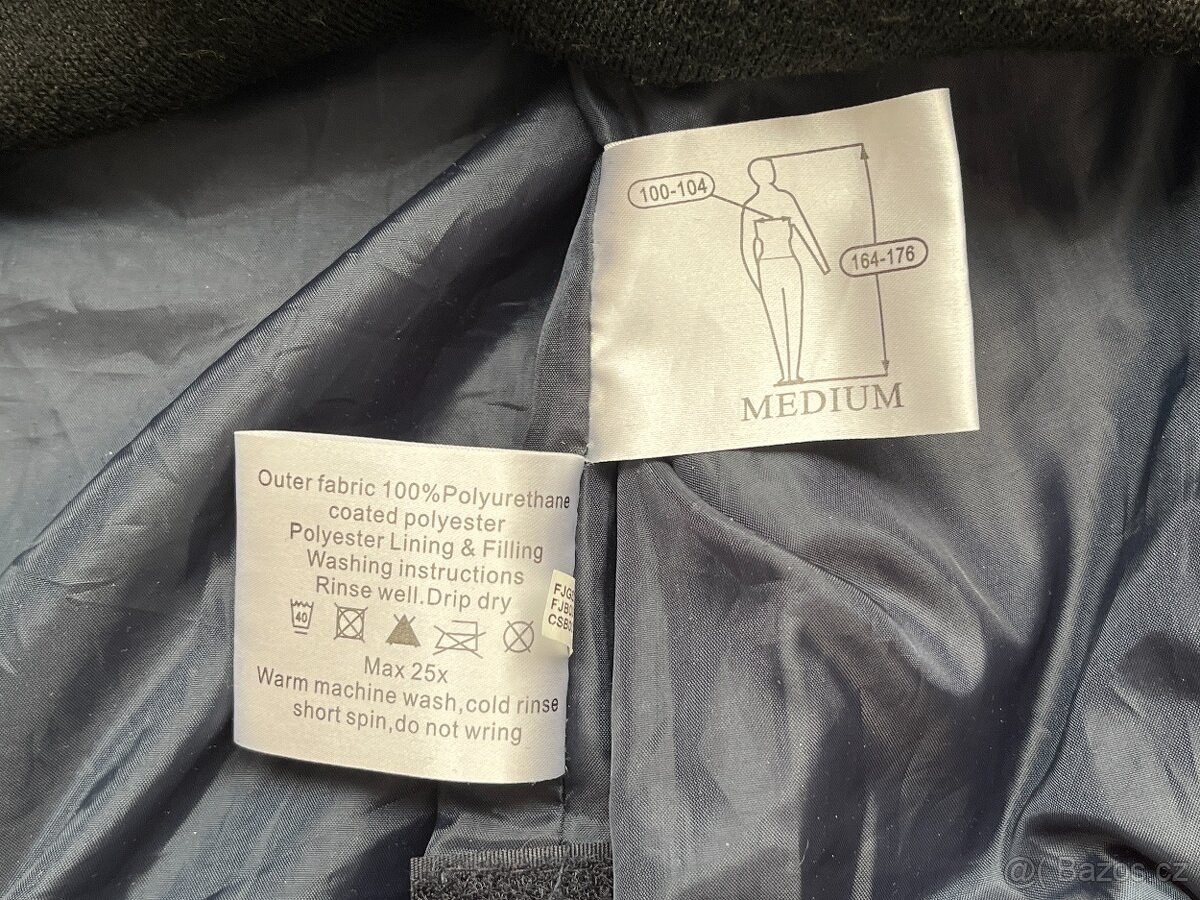 100-104
164-176
MEDIUM
Outer fabric 100%Polyurethane
coated polyester
Polyester Lining & Filling
Washing instructions
Rinse well.Drip dry
40
Max 25x
Warm machine wash,cold rinse
short spin,do not wring
@( Bazos.cz